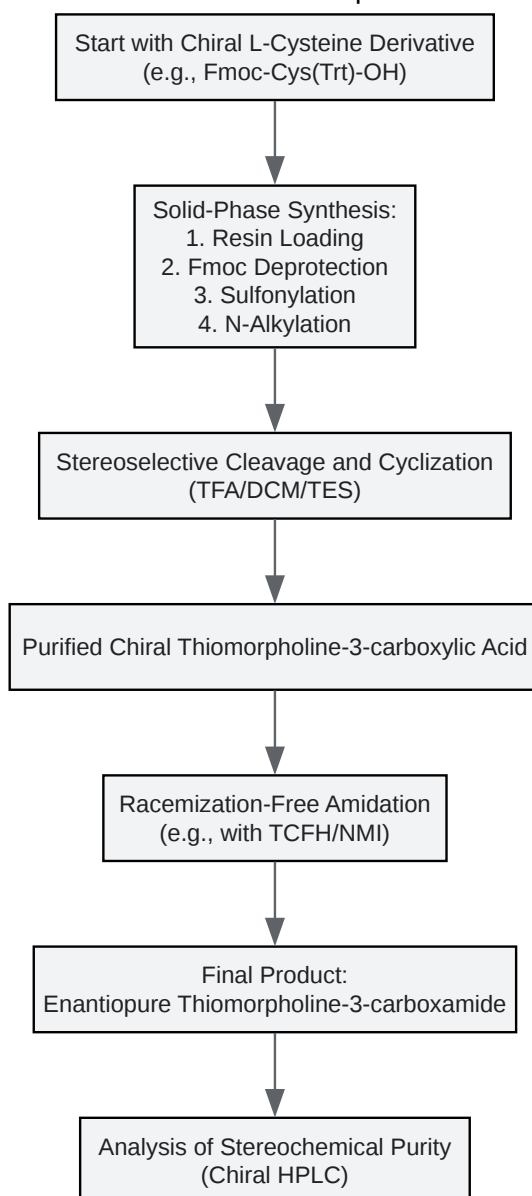 Start with Chiral L-Cysteine Derivative
(e.g., Fmoc-Cys(Trt)-OH)
Solid-Phase Synthesis:
1. Resin Loading
2. Fmoc Deprotection
3. Sulfonylation
4. N-Alkylation
Stereoselective Cleavage and Cyclization
(TFA/DCM/TES)
Purified Chiral Thiomorpholine-3-carboxylic Acid
Racemization-Free Amidation
(e.g., with TCFH/NMI)
Final Product:
Enantiopure Thiomorpholine-3-carboxamide
Analysis of Stereochemical Purity
(Chiral HPLC)